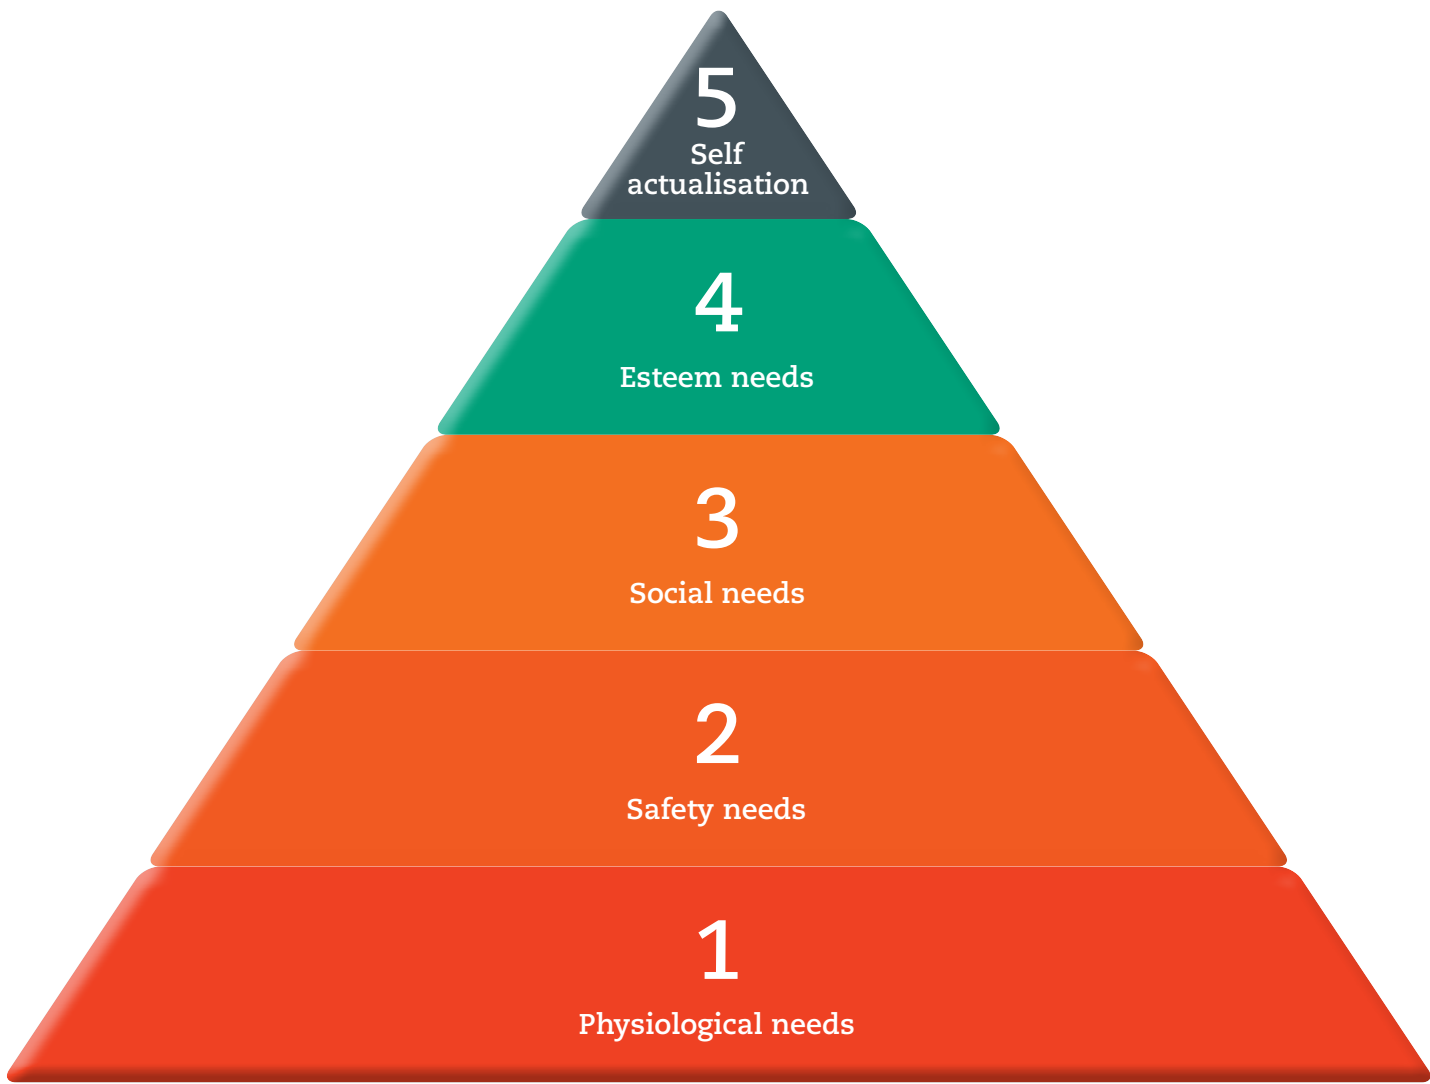 5
Self
actualisation
4
Esteem needs
3
Social needs
2
Safety needs
1
Physiological needs